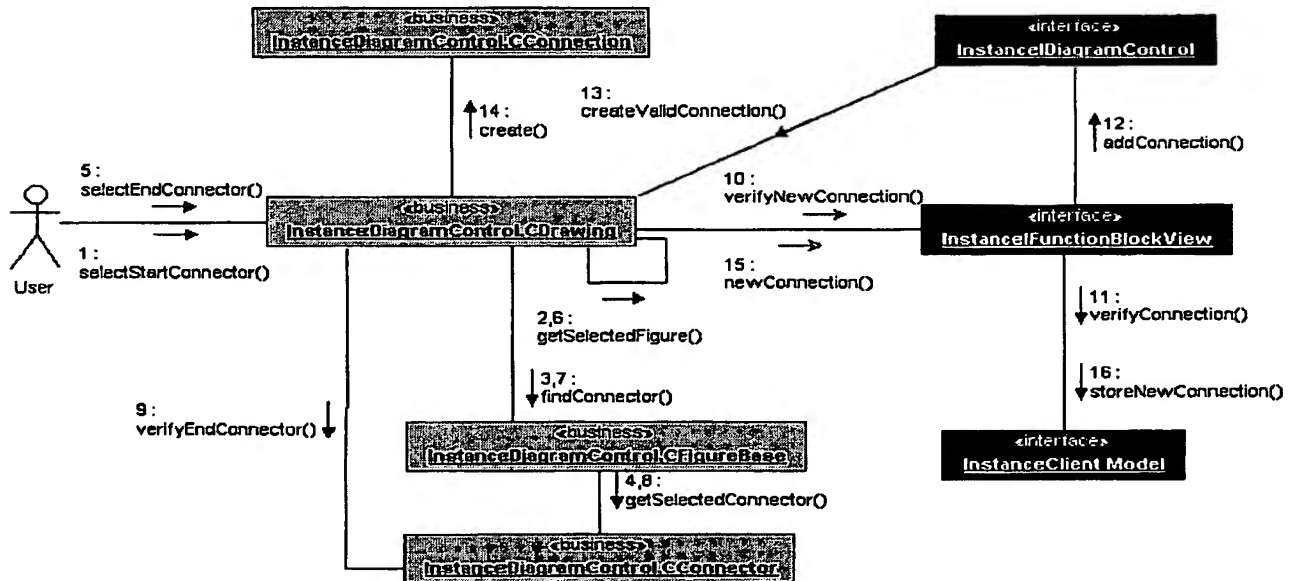 «business»
InstanceDiagramControl.CConnection
«interface»
InstanceIDiagramControl
14 :
create()
13 :
createValidConnection()
12 :
addConnection()
5 :
selectEndConnector()
«business»
InstanceDiagramControl.CDrawing
10 :
verifyNewConnection()
«interface»
InstanceIFunctionBlockView
1 :
selectStartConnector()
User
15 :
newConnection()
2,6 :
getSelectedFigure()
11 :
verifyConnection()
3,7 :
findConnector()
16 :
storeNewConnection()
9 :
verifyEndConnector()
«business»
InstanceDiagramControl.CFigureBase
«interface»
InstanceClient Model
4,8 :
getSelectedConnector()
«business»
InstanceDiagramControl.CConnector